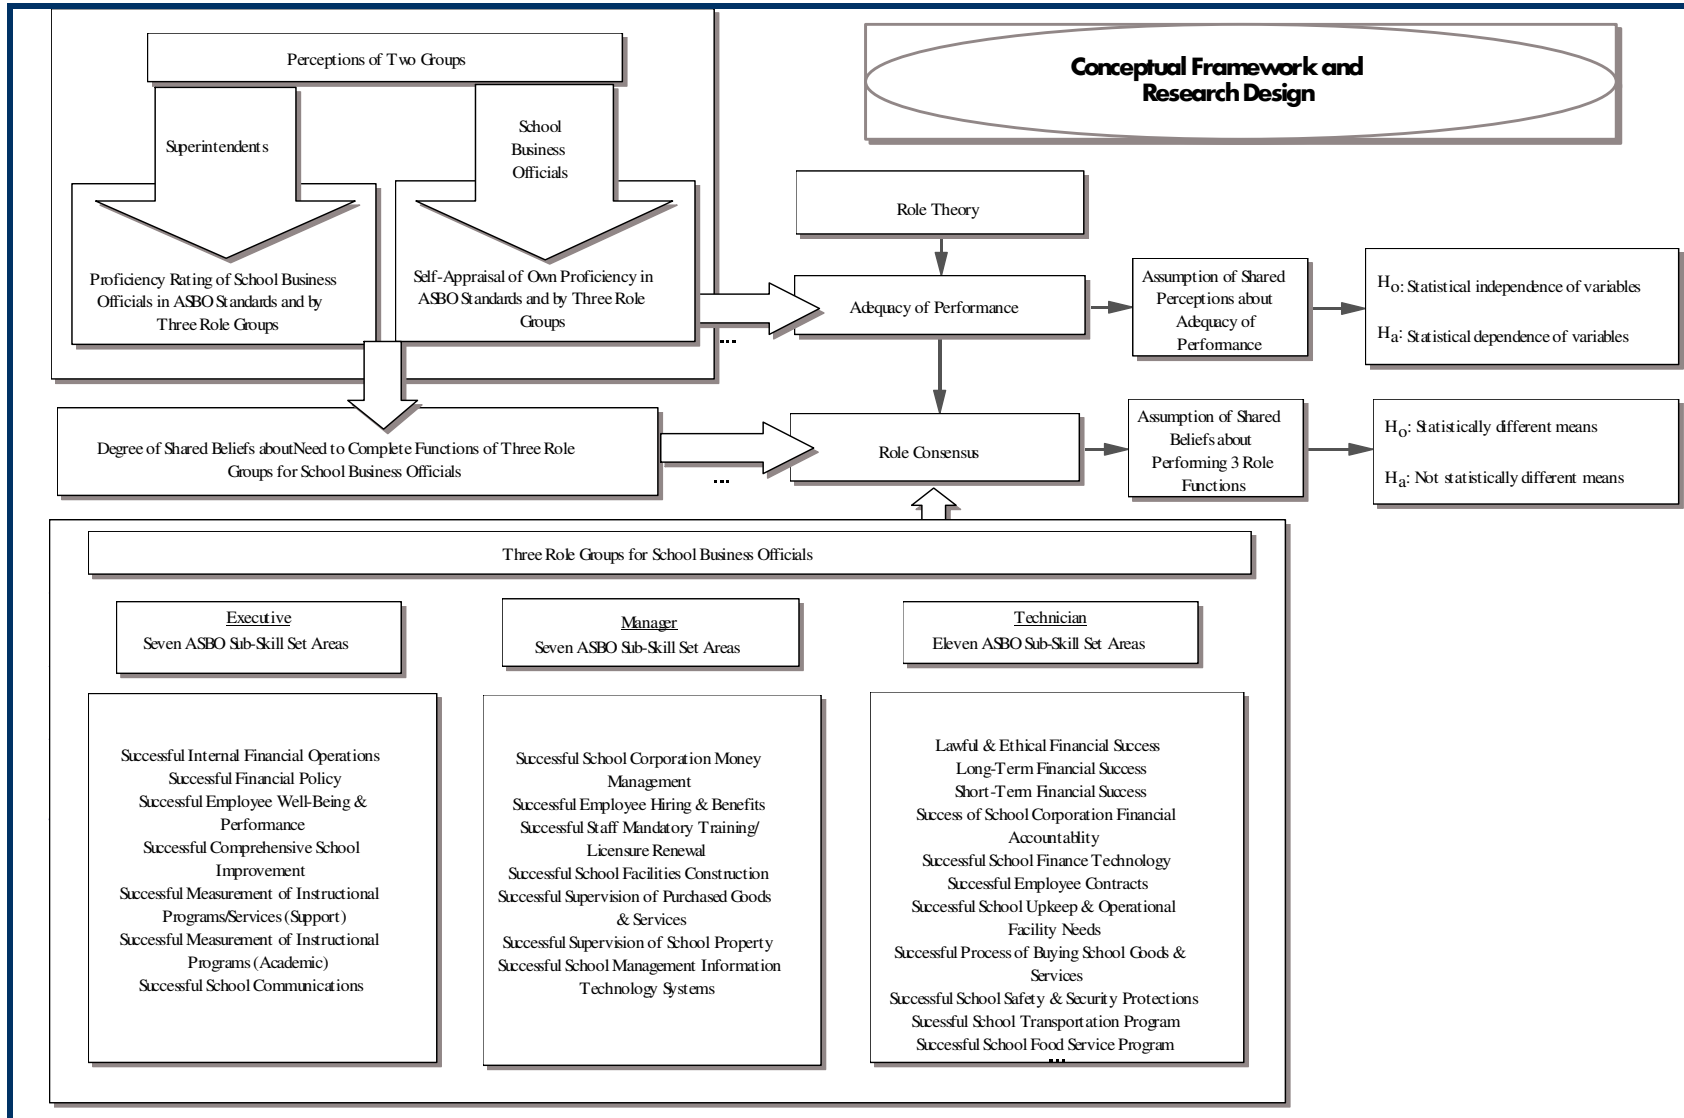 Perceptions of Two Groups
Conceptual Framework and
Research Design
Superintendents
School
Business
Officials
Proficiency Rating of School Business
Officials in ASBO Standards and by
Three Role Groups
Self-Appraisal of Own Proficiency in
ASBO Standards and by Three Role
Groups
...
Role Theory
Adequacy of Performance
Assumption of Shared
Perceptions about
Adequacy of
Performance
Ho: Statistical independence of variables
Ha: Statistical dependence of variables
Degree of Shared Beliefs aboutNeed to Complete Functions of Three Role
Groups for School Business Officials
...
Role Consensus
Assumption of Shared
Beliefs about
Performing 3 Role
Functions
Ho: Statistically different means
Ha: Not statistically different means
Three Role Groups for School Business Officials
Executive
Seven ASBO Sub-Skill Set Areas
Manager
Seven ASBO Sub-Skill Set Areas
Technician
Eleven ASBO Sub-Skill Set Areas
Successful Internal Financial Operations
Successful Financial Policy
Successful Employee Well-Being &
Performance
Successful Comprehensive School
Improvement
Successful Measurement of Instructional
Programs/Services (Support)
Successful Measurement of Instructional
Programs (Academic)
Successful School Communications
Successful School Corporation Money
Management
Successful Employee Hiring & Benefits
Successful Staff Mandatory Training/
Licensure Renewal
Successful School Facilities Construction
Successful Supervision of Purchased Goods
& Services
Successful Supervision of School Property
Successful School Management Information
Technology Systems
Lawful & Ethical Financial Success
Long-Term Financial Success
Short-Term Financial Success
Success of School Corporation Financial
Accountablity
Successful School Finance Technology
Successful Employee Contracts
Successful School Upkeep & Operational
Facility Needs
Successful Process of Buying School Goods &
Services
Successful School Safety & Security Protections
Sucessful School Transportation Program
Successful School Food Service Program
...